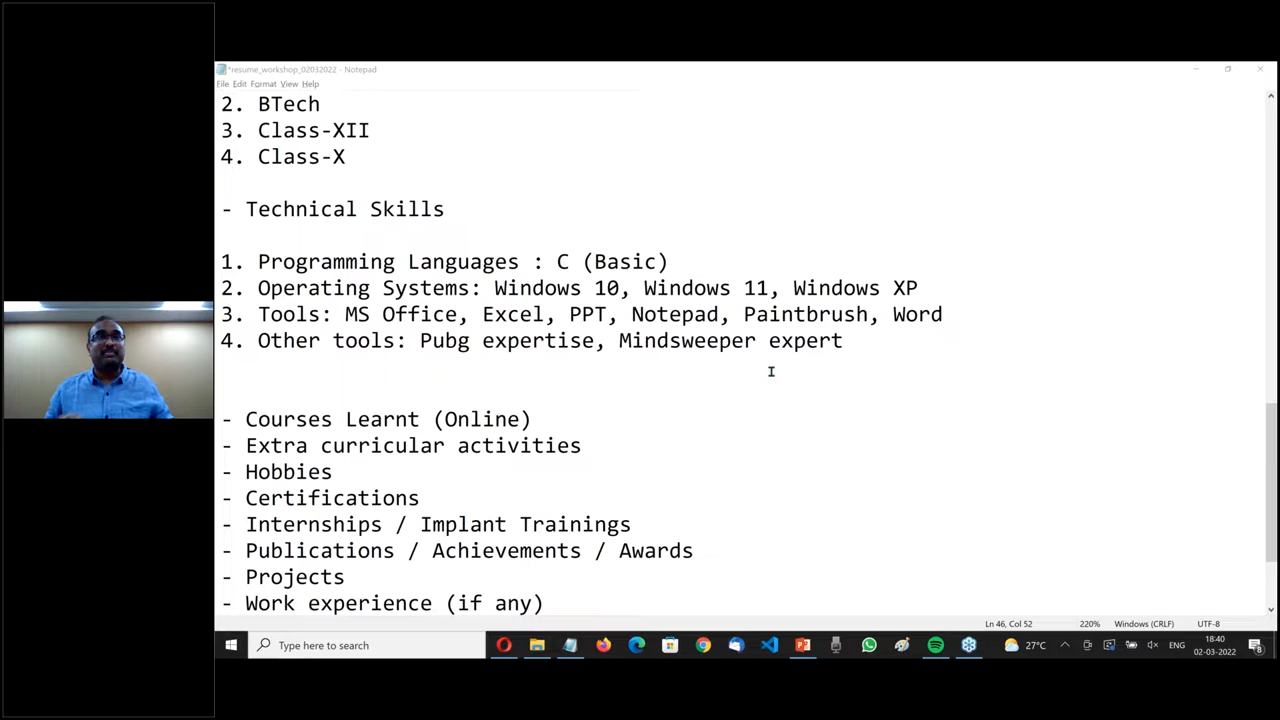 *resume_workshop_02032022 - Notepad
File Edit Format View Help
2. BTech
3. Class-XII
4. Class-X
- Technical Skills
1. Programming Languages : C (Basic)
2. Operating Systems: Windows 10, Windows 11, Windows XP
3. Tools: MS Office, Excel, PPT, Notepad, Paintbrush, Word
4. Other tools: Pubg expertise, Mindsweeper expert
- Courses Learnt (Online)
- Extra curricular activities
- Hobbies
- Certifications
- Internships / Implant Trainings
- Publications / Achievements / Awards
- Projects
- Work experience (if any)
Ln 46, Col 52 220% Windows (CRLF) UTF-8
Type here to search
27°C ENG
18:40
02-03-2022
8